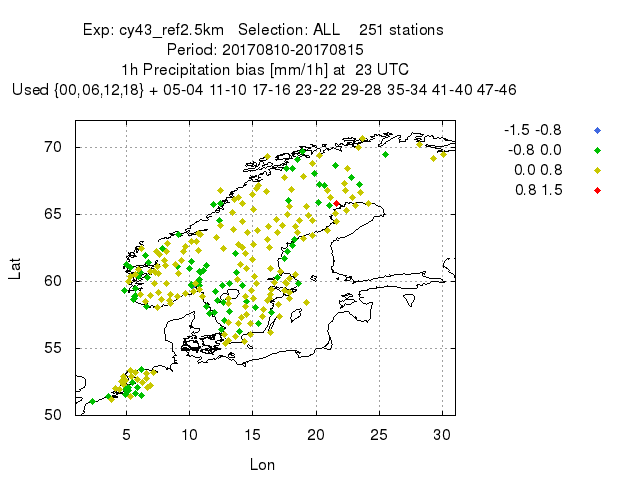 Exp: cy43_ref2.5km   Selection: ALL    251 stations
Period: 20170810-20170815
1h Precipitation bias [mm/1h] at  23 UTC
Used {00,06,12,18} + 05-04 11-10 17-16 23-22 29-28 35-34 41-40 47-46
-1.5 -0.8
-0.8 0.0
0.0 0.8
0.8 1.5
70
65
60
55
50
Lat
5 10 15 20 25 30
Lon